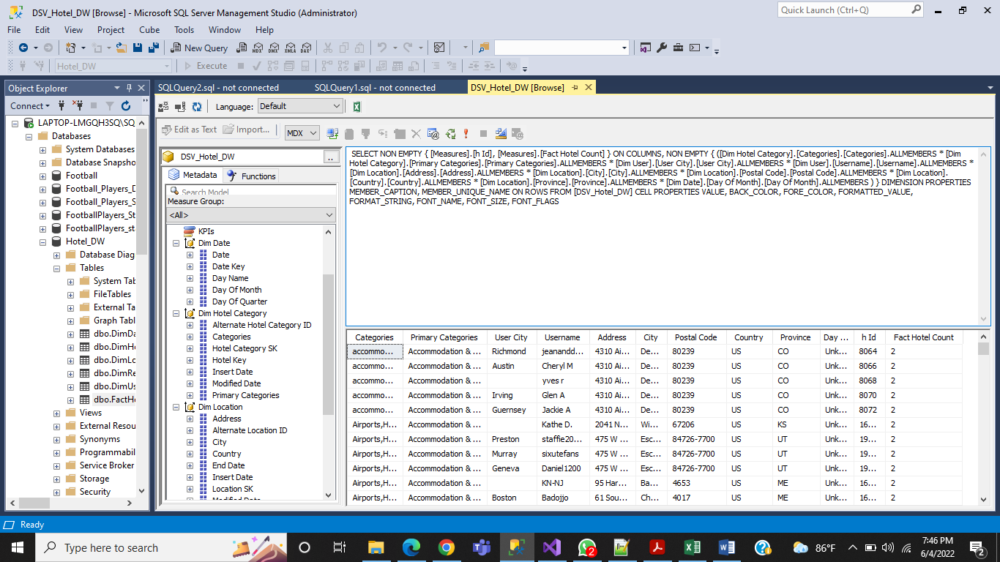 DSV_Hotel_DW [Browse] - Microsoft SQL Server Management Studio (Administrator)
Quick Launch (Ctrl+Q)
File Edit View Project Cube Tools Window Help
New Query MDX DMX XMLA DAX
Hotel_DW Execute
Object Explorer
SQLQuery2.sql - not connected SQLQuery1.sql - not connected DSV_Hotel_DW [Browse]
Connect
Language: Default
LAPTOP-LMGQH3SQ\SQ
Databases
System Databases
Database Snapsho
Football
Football_Players_D
Football_Players_S
FootballPlayers_St
FootballPlayers_st
Hotel_DW
Database Diag
Tables
System Tab
FileTables
External Ta
Graph Tabl
dbo.DimDa
dbo.DimHo
dbo.DimLo
dbo.DimRe
dbo.DimUs
dbo.FactHo
Views
External Resou
Synonyms
Programmabil
Service Broker
Storage
Security
Edit as Text Import... MDX
DSV_Hotel_DW ..
Metadata Functions
Search Model
Measure Group:
<All>
KPIs
Dim Date
Date
Date Key
Day Name
Day Of Month
Day Of Quarter
Dim Hotel Category
Alternate Hotel Category ID
Categories
Hotel Category SK
Hotel Key
Insert Date
Modified Date
Primary Categories
Dim Location
Address
Alternate Location ID
City
Country
End Date
Insert Date
Location SK
Modified Date
SELECT NON EMPTY { [Measures].[h Id], [Measures].[Fact Hotel Count] } ON COLUMNS, NON EMPTY { ([Dim Hotel Category].[Categories].[Categories].ALLMEMBERS * [Dim
Hotel Category].[Primary Categories].[Primary Categories].ALLMEMBERS * [Dim User].[User City].[User City].ALLMEMBERS * [Dim User].[Username].[Username].ALLMEMBERS *
[Dim Location].[Address].[Address].ALLMEMBERS * [Dim Location].[City].[City].ALLMEMBERS * [Dim Location].[Postal Code].[Postal Code].ALLMEMBERS * [Dim Location].
[Country].[Country].ALLMEMBERS * [Dim Location].[Province].[Province].ALLMEMBERS * [Dim Date].[Day Of Month].[Day Of Month].ALLMEMBERS ) } DIMENSION PROPERTIES
MEMBER_CAPTION, MEMBER_UNIQUE_NAME ON ROWS FROM [DSV_Hotel_DW] CELL PROPERTIES VALUE, BACK_COLOR, FORE_COLOR, FORMATTED_VALUE,
FORMAT_STRING, FONT_NAME, FONT_SIZE, FONT_FLAGS
Categories Primary Categories User City Username Address City Postal Code Country Province Day ... h Id Fact Hotel Count
accommo... Accommodation & ... Richmond jeanandd... 4310 Ai... De... 80239 US CO Unk... 8064 2
accommo... Accommodation & ... Austin Cheryl M 4310 Ai... De... 80239 US CO Unk... 8066 2
accommo... Accommodation & ... yves r 4310 Ai... De... 80239 US CO Unk... 8068 2
accommo... Accommodation & ... Irving Glen A 4310 Ai... De... 80239 US CO Unk... 8070 2
accommo... Accommodation & ... Guernsey Jackie A 4310 Ai... De... 80239 US CO Unk... 8072 2
Airports,H... Accommodation & ... Kathe D. 2041 N... Wi... 67206 US KS Unk... 16... 2
Airports,H... Accommodation & ... Preston staffie20... 475 W ... Esc... 84726-7700 US UT Unk... 19... 2
Airports,H... Accommodation & ... Murray sixutefans 475 W ... Esc... 84726-7700 US UT Unk... 19... 2
Airports,H... Accommodation & ... Geneva Daniel1200 475 W ... Esc... 84726-7700 US UT Unk... 19... 2
Airports,H... Accommodation & ... KN-NJ 95 Har... Ba... 4653 US ME Unk... 16... 2
Airports,H... Accommodation & ... Boston Badojjo 61 Sou... Ch... 4017 US ME Unk... 16... 2
Ready
Type here to search
2
86°F
7:46 PM
6/4/2022
2